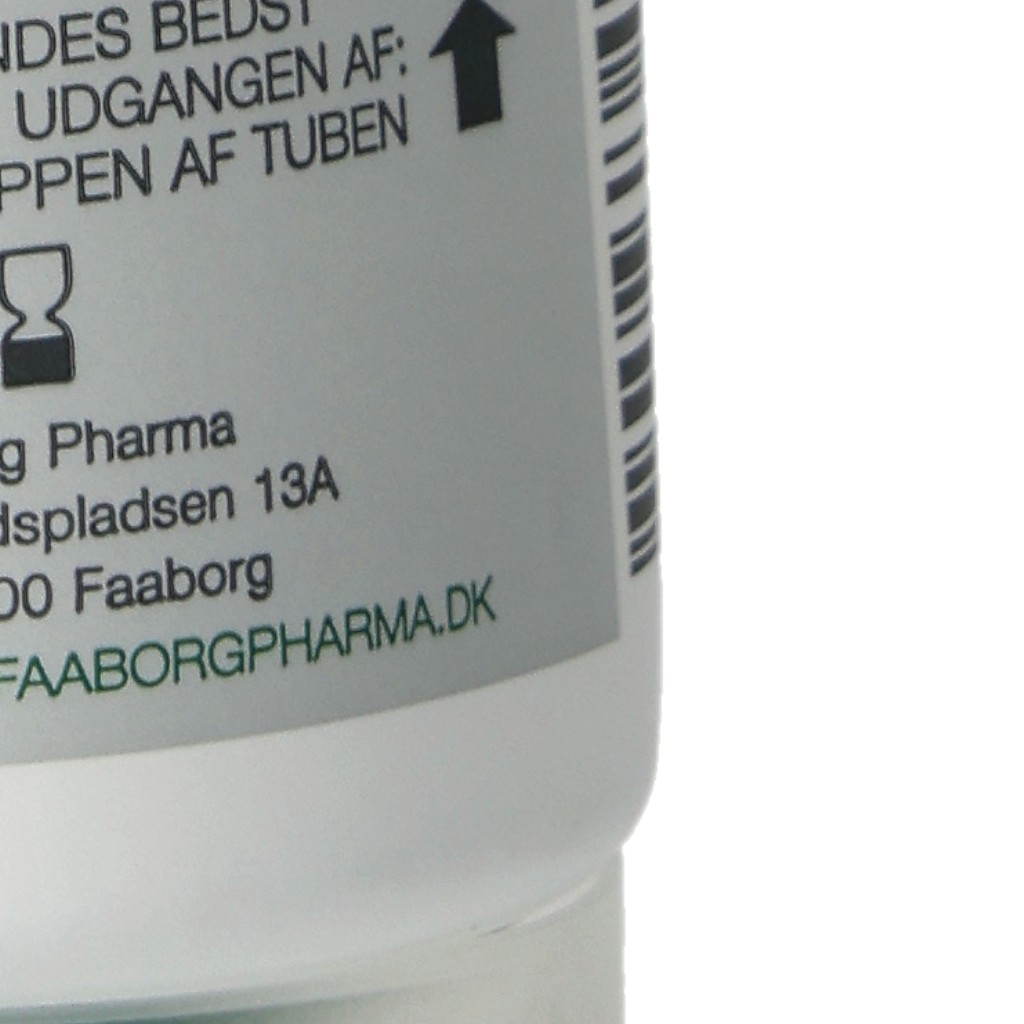 NDES BEDST
UDGANGEN AF:
PPEN AF TUBEN
g Pharma
dspladsen 13A
00 Faaborg
FAABORGPHARMA.DK